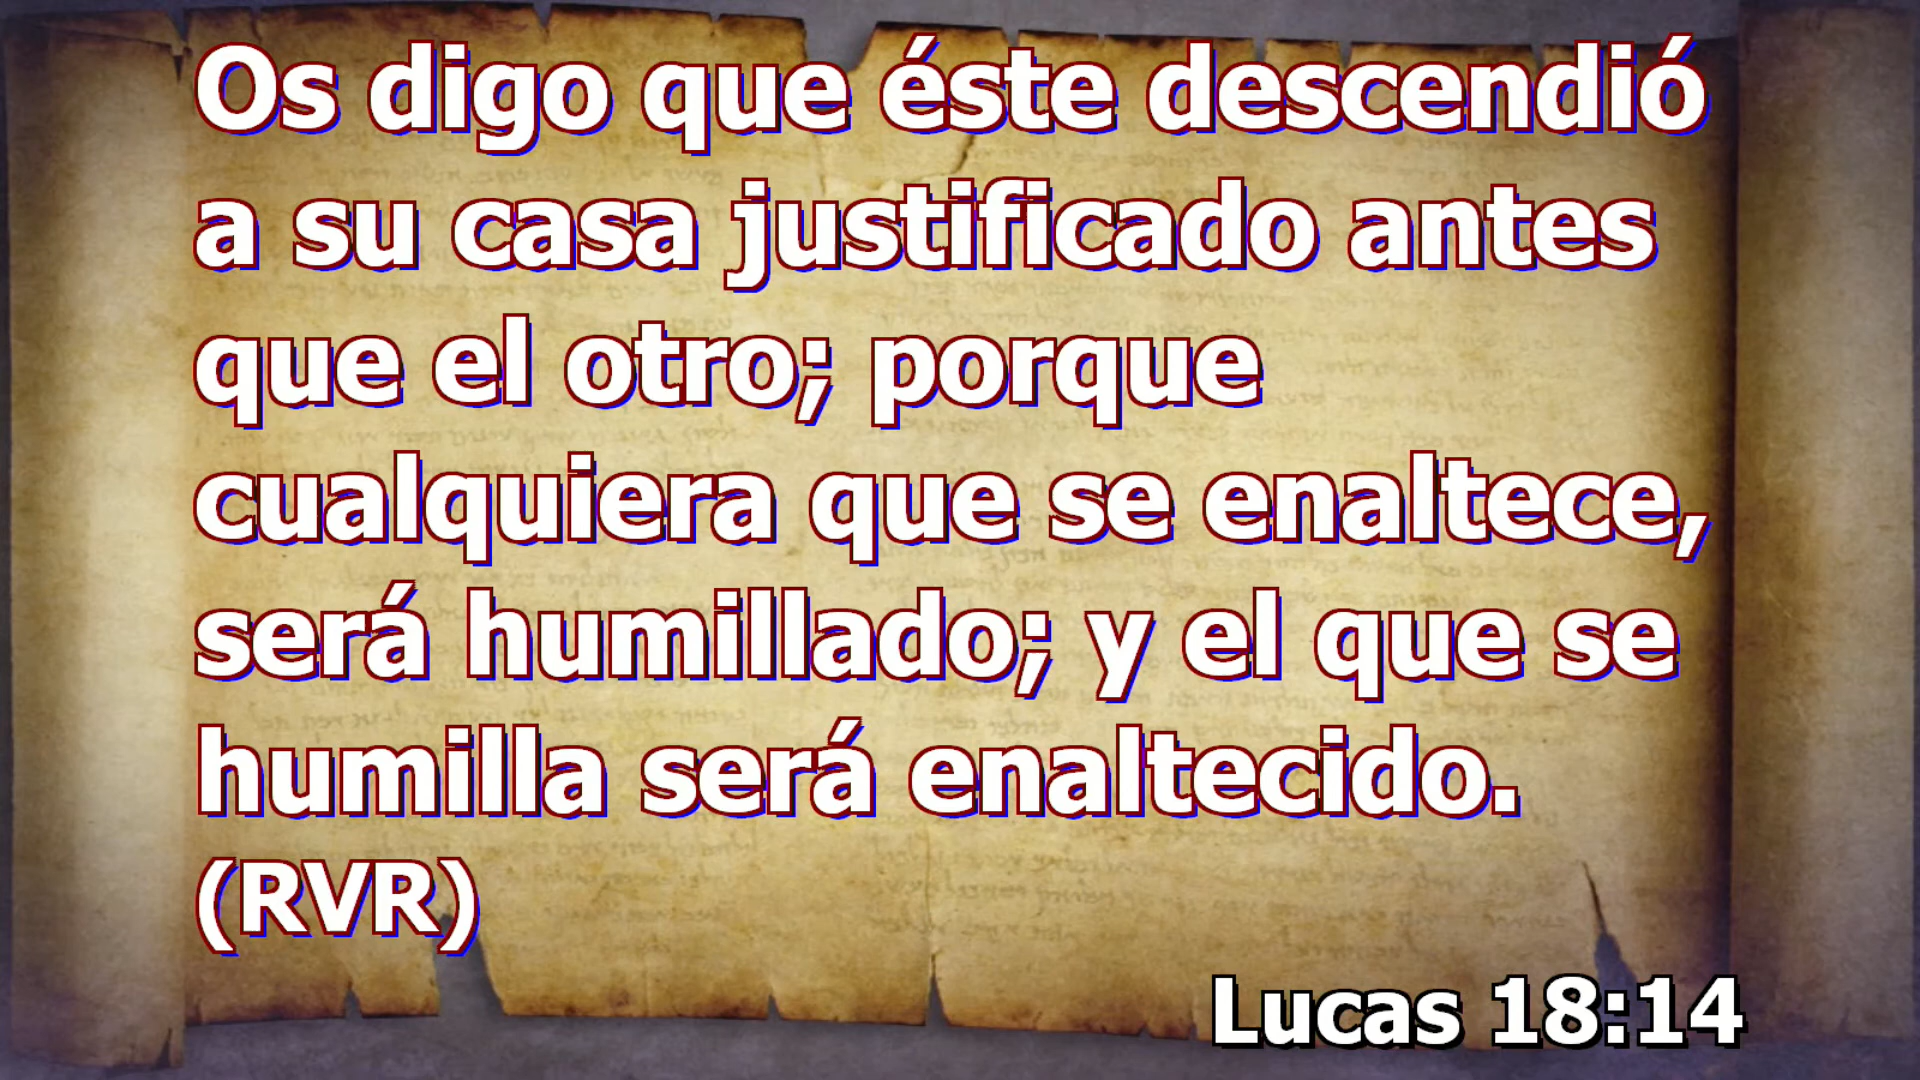 Os digo que éste descendió
a su casa justificado antes
que el otro; porque
cualquiera que se enaltece,
será humillado; y el que se
humilla será enaltecido.
(RVR)
Lucas 18:14